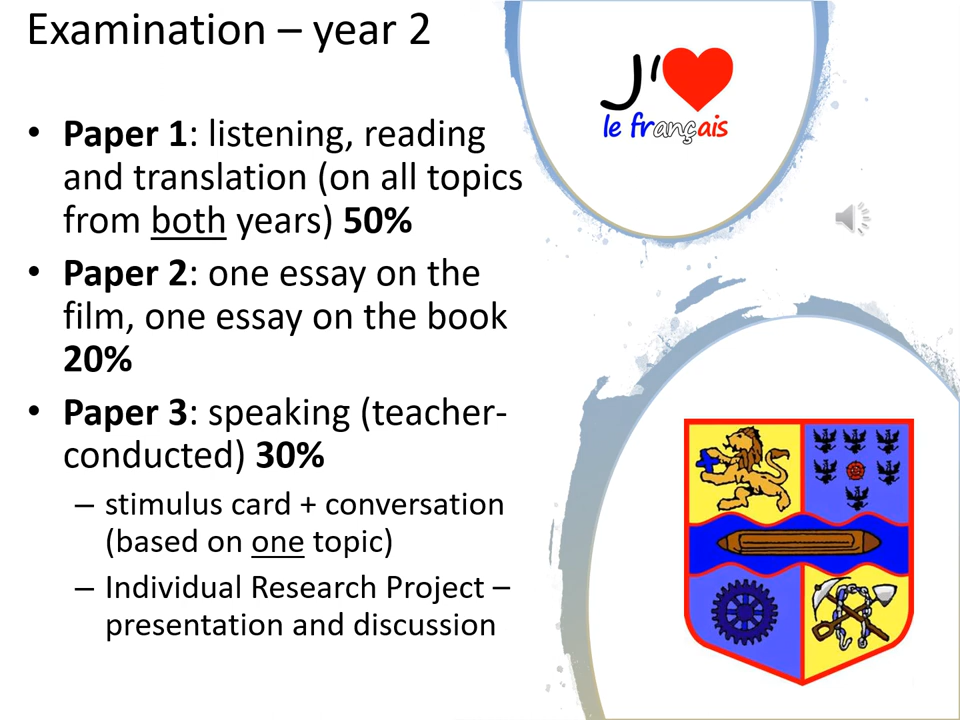 Examination – year 2
• Paper 1: listening, reading
and translation (on all topics
from both years) 50%
• Paper 2: one essay on the
film, one essay on the book
20%
• Paper 3: speaking (teacher-
conducted) 30%
– stimulus card + conversation
(based on one topic)
– Individual Research Project –
presentation and discussion
J'
le français